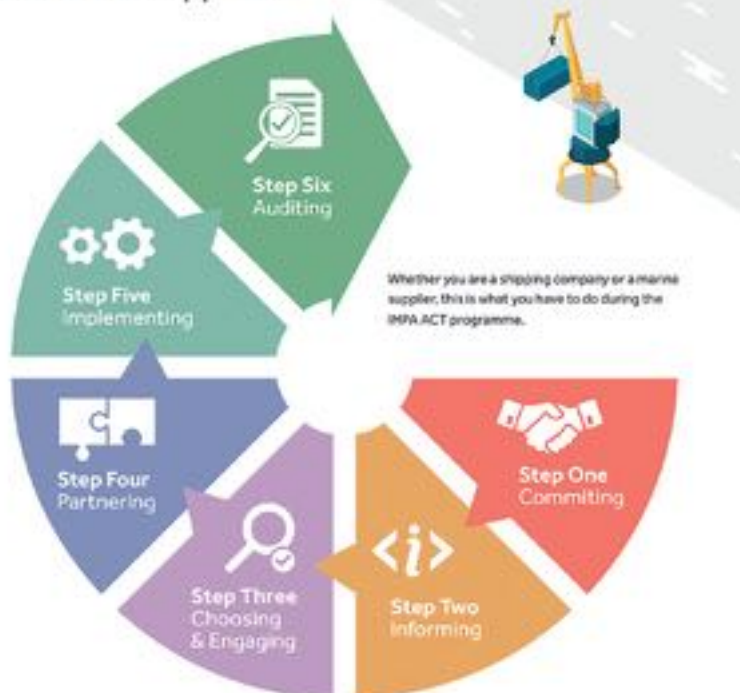 Whether you are a shipping company or a marine
supplier, this is what you have to do during the
IMPA ACT programme.
Step One
Commiting
Step Two
Informing
Step Three
Choosing
& Engaging
Step Four
Partnering
Step Five
Implementing
Step Six
Auditing